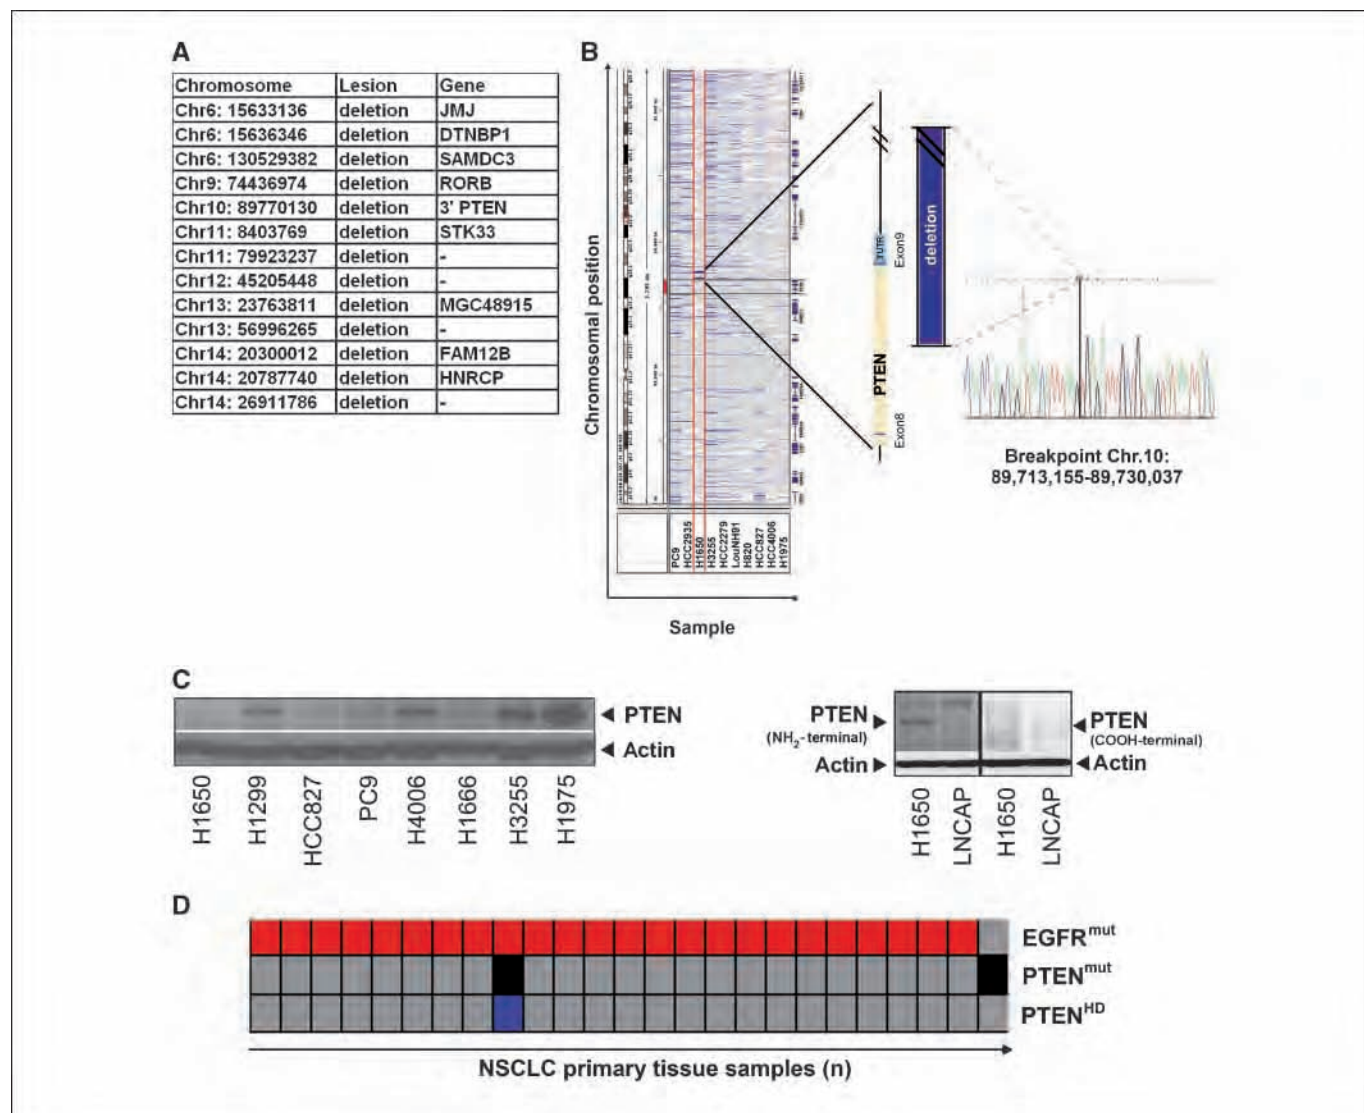 A
Chromosome Lesion Gene
Chr6: 15633136 deletion JMJ
Chr6: 15636346 deletion DTNBP1
Chr6: 130529382 deletion SAMDC3
Chr9: 74436974 deletion RORB
Chr10: 89770130 deletion 3' PTEN
Chr11: 8403769 deletion STK33
Chr11: 79923237 deletion -
Chr12: 45205448 deletion -
Chr13: 23763811 deletion MGC48915
Chr13: 56996265 deletion -
Chr14: 20300012 deletion FAM12B
Chr14: 20787740 deletion HNRCP
Chr14: 26911786 deletion -
B
Chromosomal position
PC9
HCC2935
H1650
H3255
HCC2279
LouNH91
H820
HCC827
HCC4006
H1975
Sample
3'UTR
Exon9
PTEN
Exon8
deletion
Breakpoint Chr.10:
89,713,155-89,730,037
C
PTEN
Actin
H1650
H1299
HCC827
PC9
H4006
H1666
H3255
H1975
PTEN
(NH2-terminal)
Actin
PTEN
(COOH-terminal)
Actin
H1650
LNCAP
H1650
LNCAP
D
EGFRmut
PTENmut
PTENHD
NSCLC primary tissue samples (n)